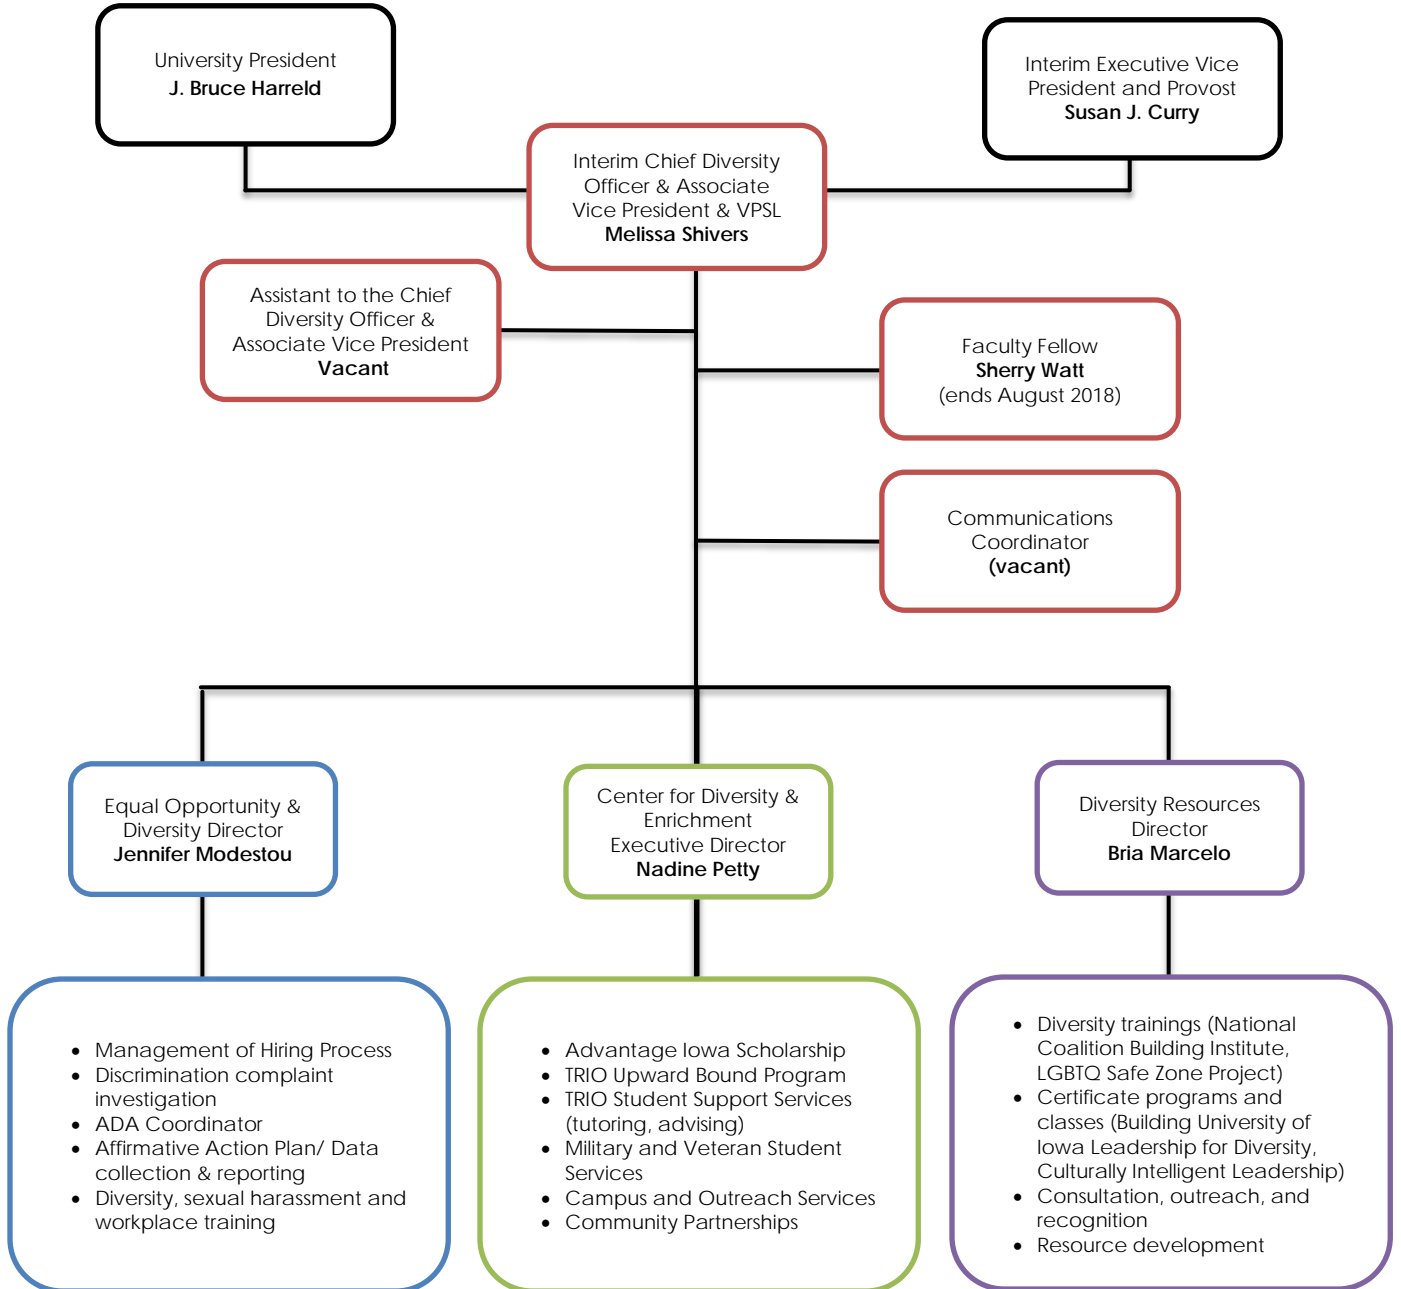 University President
J. Bruce Harreld
Interim Executive Vice
President and Provost
Susan J. Curry
Interim Chief Diversity
Officer & Associate
Vice President & VPSL
Melissa Shivers
Assistant to the Chief
Diversity Officer &
Associate Vice President
Vacant
Faculty Fellow
Sherry Watt
(ends August 2018)
Communications
Coordinator
(vacant)
Equal Opportunity &
Diversity Director
Jennifer Modestou
Center for Diversity &
Enrichment
Executive Director
Nadine Petty
Diversity Resources
Director
Bria Marcelo
• Management of Hiring Process
• Discrimination complaint
investigation
• ADA Coordinator
• Affirmative Action Plan/ Data
collection & reporting
• Diversity, sexual harassment and
workplace training
• Advantage Iowa Scholarship
• TRIO Upward Bound Program
• TRIO Student Support Services
(tutoring, advising)
• Military and Veteran Student
Services
• Campus and Outreach Services
• Community Partnerships
• Diversity trainings (National
Coalition Building Institute,
LGBTQ Safe Zone Project)
• Certificate programs and
classes (Building University of
Iowa Leadership for Diversity,
Culturally Intelligent Leadership)
• Consultation, outreach, and
recognition
• Resource development